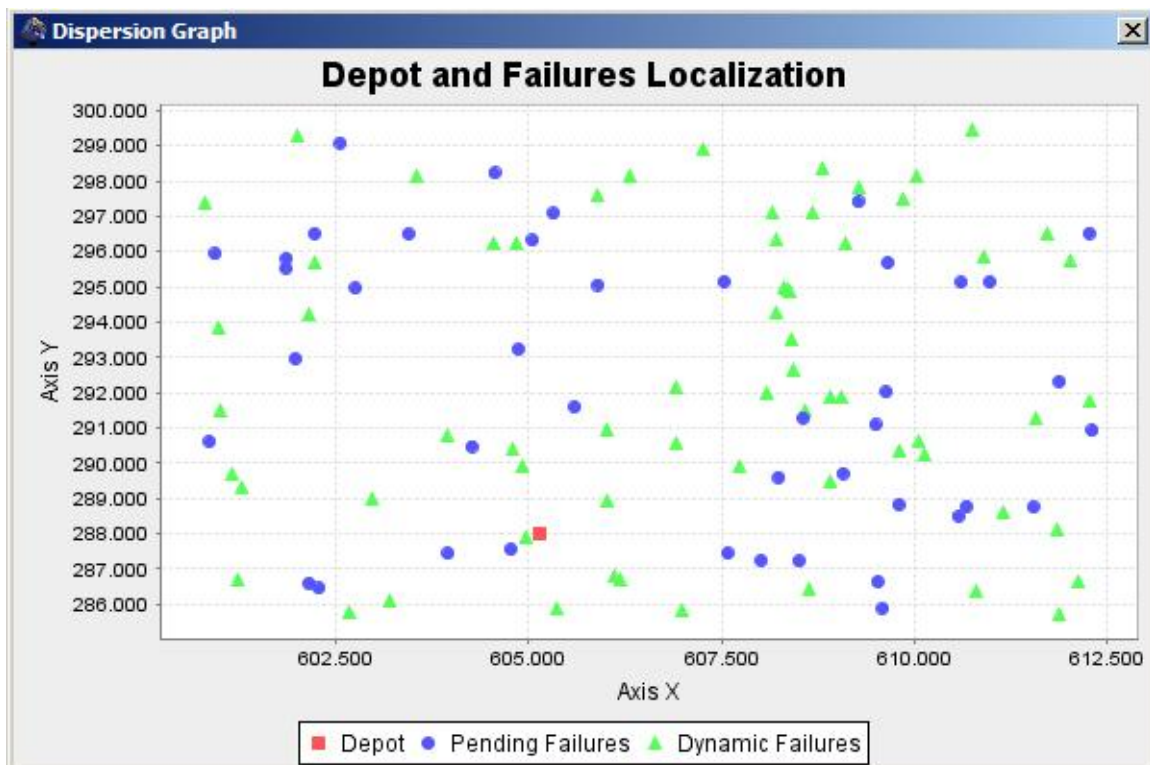 Dispersion Graph
Depot and Failures Localization
300.000
299.000
298.000
297.000
296.000
295.000
294.000
293.000
292.000
291.000
290.000
289.000
288.000
287.000
286.000
Axis Y
602.500 605.000 607.500 610.000 612.500
Axis X
Depot Pending Failures Dynamic Failures